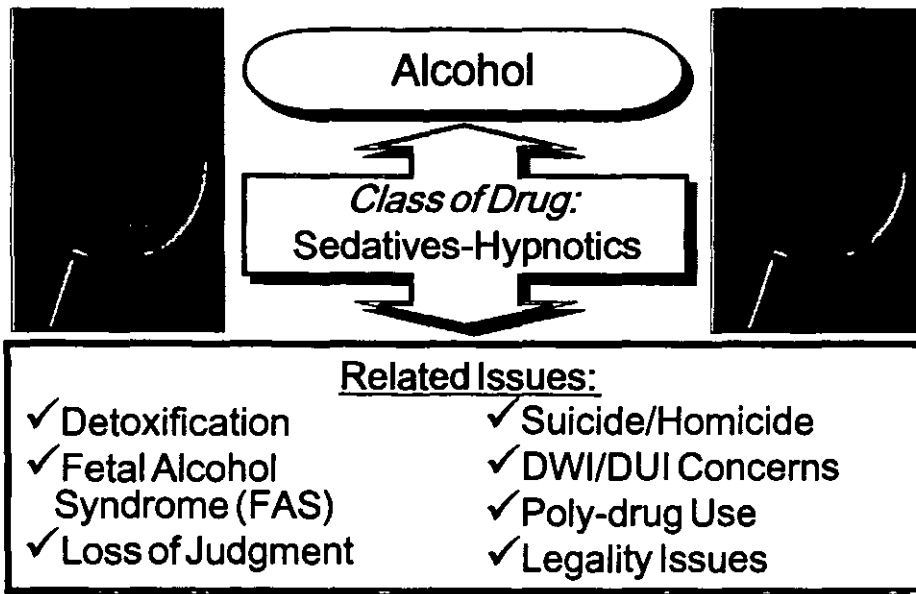 Alcohol
Class of Drug:
Sedatives-Hypnotics
Related Issues:
✓Detoxification
✓Fetal Alcohol
Syndrome (FAS)
✓Loss of Judgment
✓Suicide/Homicide
✓DWI/DUI Concerns
✓Poly-drug Use
✓Legality Issues